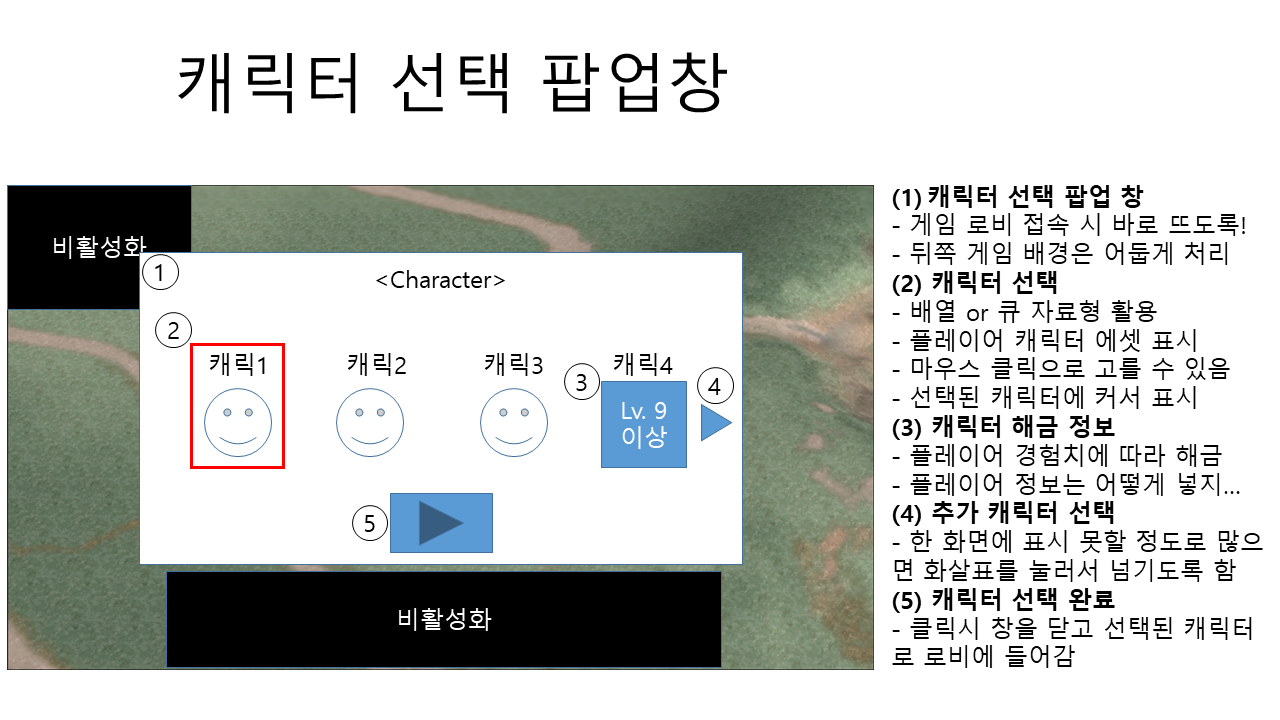 캐릭터 선택 팝업창
비활성화
1
<Character>
2
캐릭1
캐릭2
캐릭3
캐릭4
3
Lv. 9
이상
4
5
비활성화
(1) 캐릭터 선택 팝업 창
- 게임 로비 접속 시 바로 뜨도록!
- 뒤쪽 게임 배경은 어둡게 처리
(2) 캐릭터 선택
- 배열 or 큐 자료형 활용
- 플레이어 캐릭터 에셋 표시
- 마우스 클릭으로 고를 수 있음
- 선택된 캐릭터에 커서 표시
(3) 캐릭터 해금 정보
- 플레이어 경험치에 따라 해금
- 플레이어 정보는 어떻게 넣지...
(4) 추가 캐릭터 선택
- 한 화면에 표시 못할 정도로 많으
면 화살표를 눌러서 넘기도록 함
(5) 캐릭터 선택 완료
- 클릭시 창을 닫고 선택된 캐릭터
로 로비에 들어감